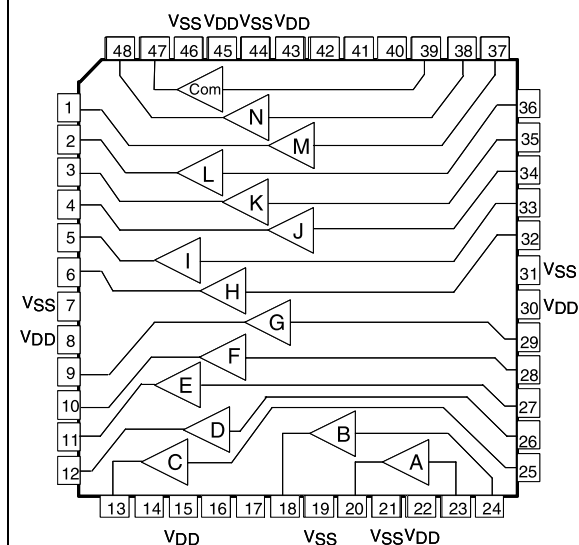 VSS VDD VSS VDD
48 47 46 45 44 43 42 41 40 39 38 37
Com
1
N
36
M
35
2
L
34
3
K
33
4
J
32
5
I
31 VSS
6
H
30 VDD
VSS 7
G
29
VDD 8
F
28
9
E
27
10
D
26
11
B
25
12
C
A
13 14 15 16 17 18 19 20 21 22 23 24
VDD VSS VSS VDD